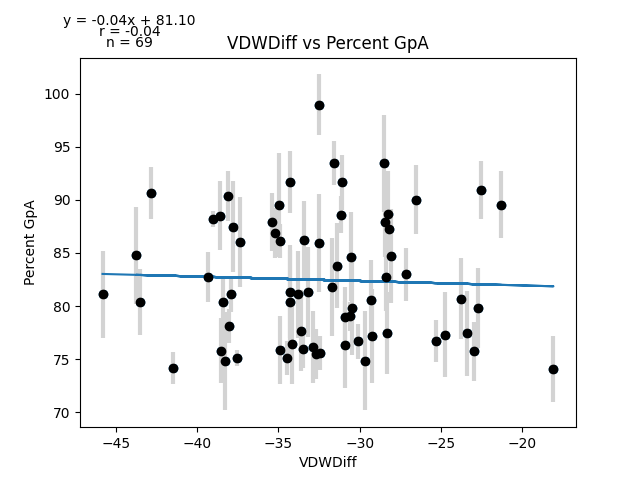 y = -0.04x + 81.10
r = -0.04
n = 69
VDWDiff vs Percent GpA
100
95
90
85
80
75
70
Percent GpA
−45
−40
−35
−30
−25
−20
VDWDiff